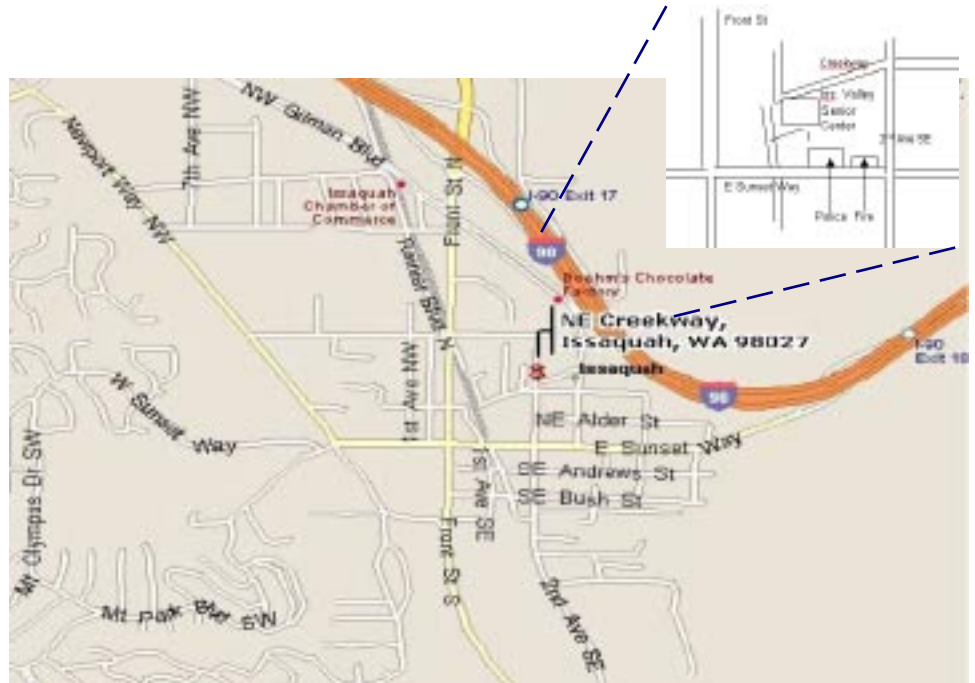 Front St
Creekway
Iss. Valley
Senior
Center
2nd Ave SE
E Sunset Way
Police Fire
NW Gilman Blvd
Newport Way NW
7th Ave NW
Issaquah
Chamber of
Commerce
Front St N
I-90 Exit 17
90
Rainier Blvd N
Boehm's Chocolate
Factory
NE Creekway,
Issaquah, WA 98027
I-90
Exit 18
Issaquah
90
1st Ave NW
W Sunset Way
NE Alder St
E Sunset Way
SE Andrews St
SE Bush St
1st Ave SE
Mt Olympus Dr SW
Front St S
2nd Ave SE
Mt Park Blvd SW